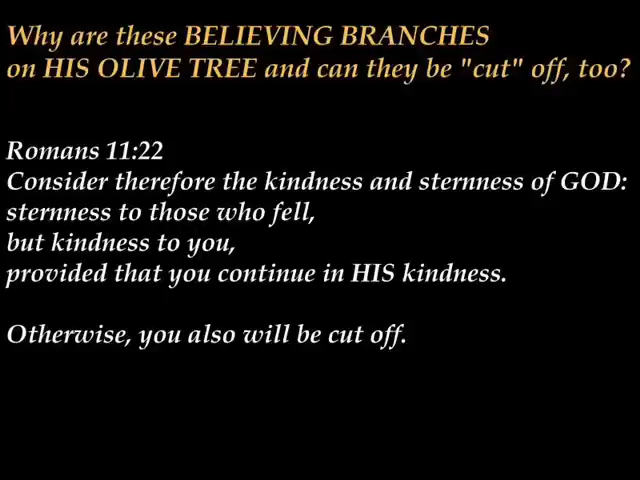 Why are these BELIEVING BRANCHES
on HIS OLIVE TREE and can they be "cut" off, too?
Romans 11:22
Consider therefore the kindness and sternness of GOD:
sternness to those who fell,
but kindness to you,
provided that you continue in HIS kindness.
Otherwise, you also will be cut off.